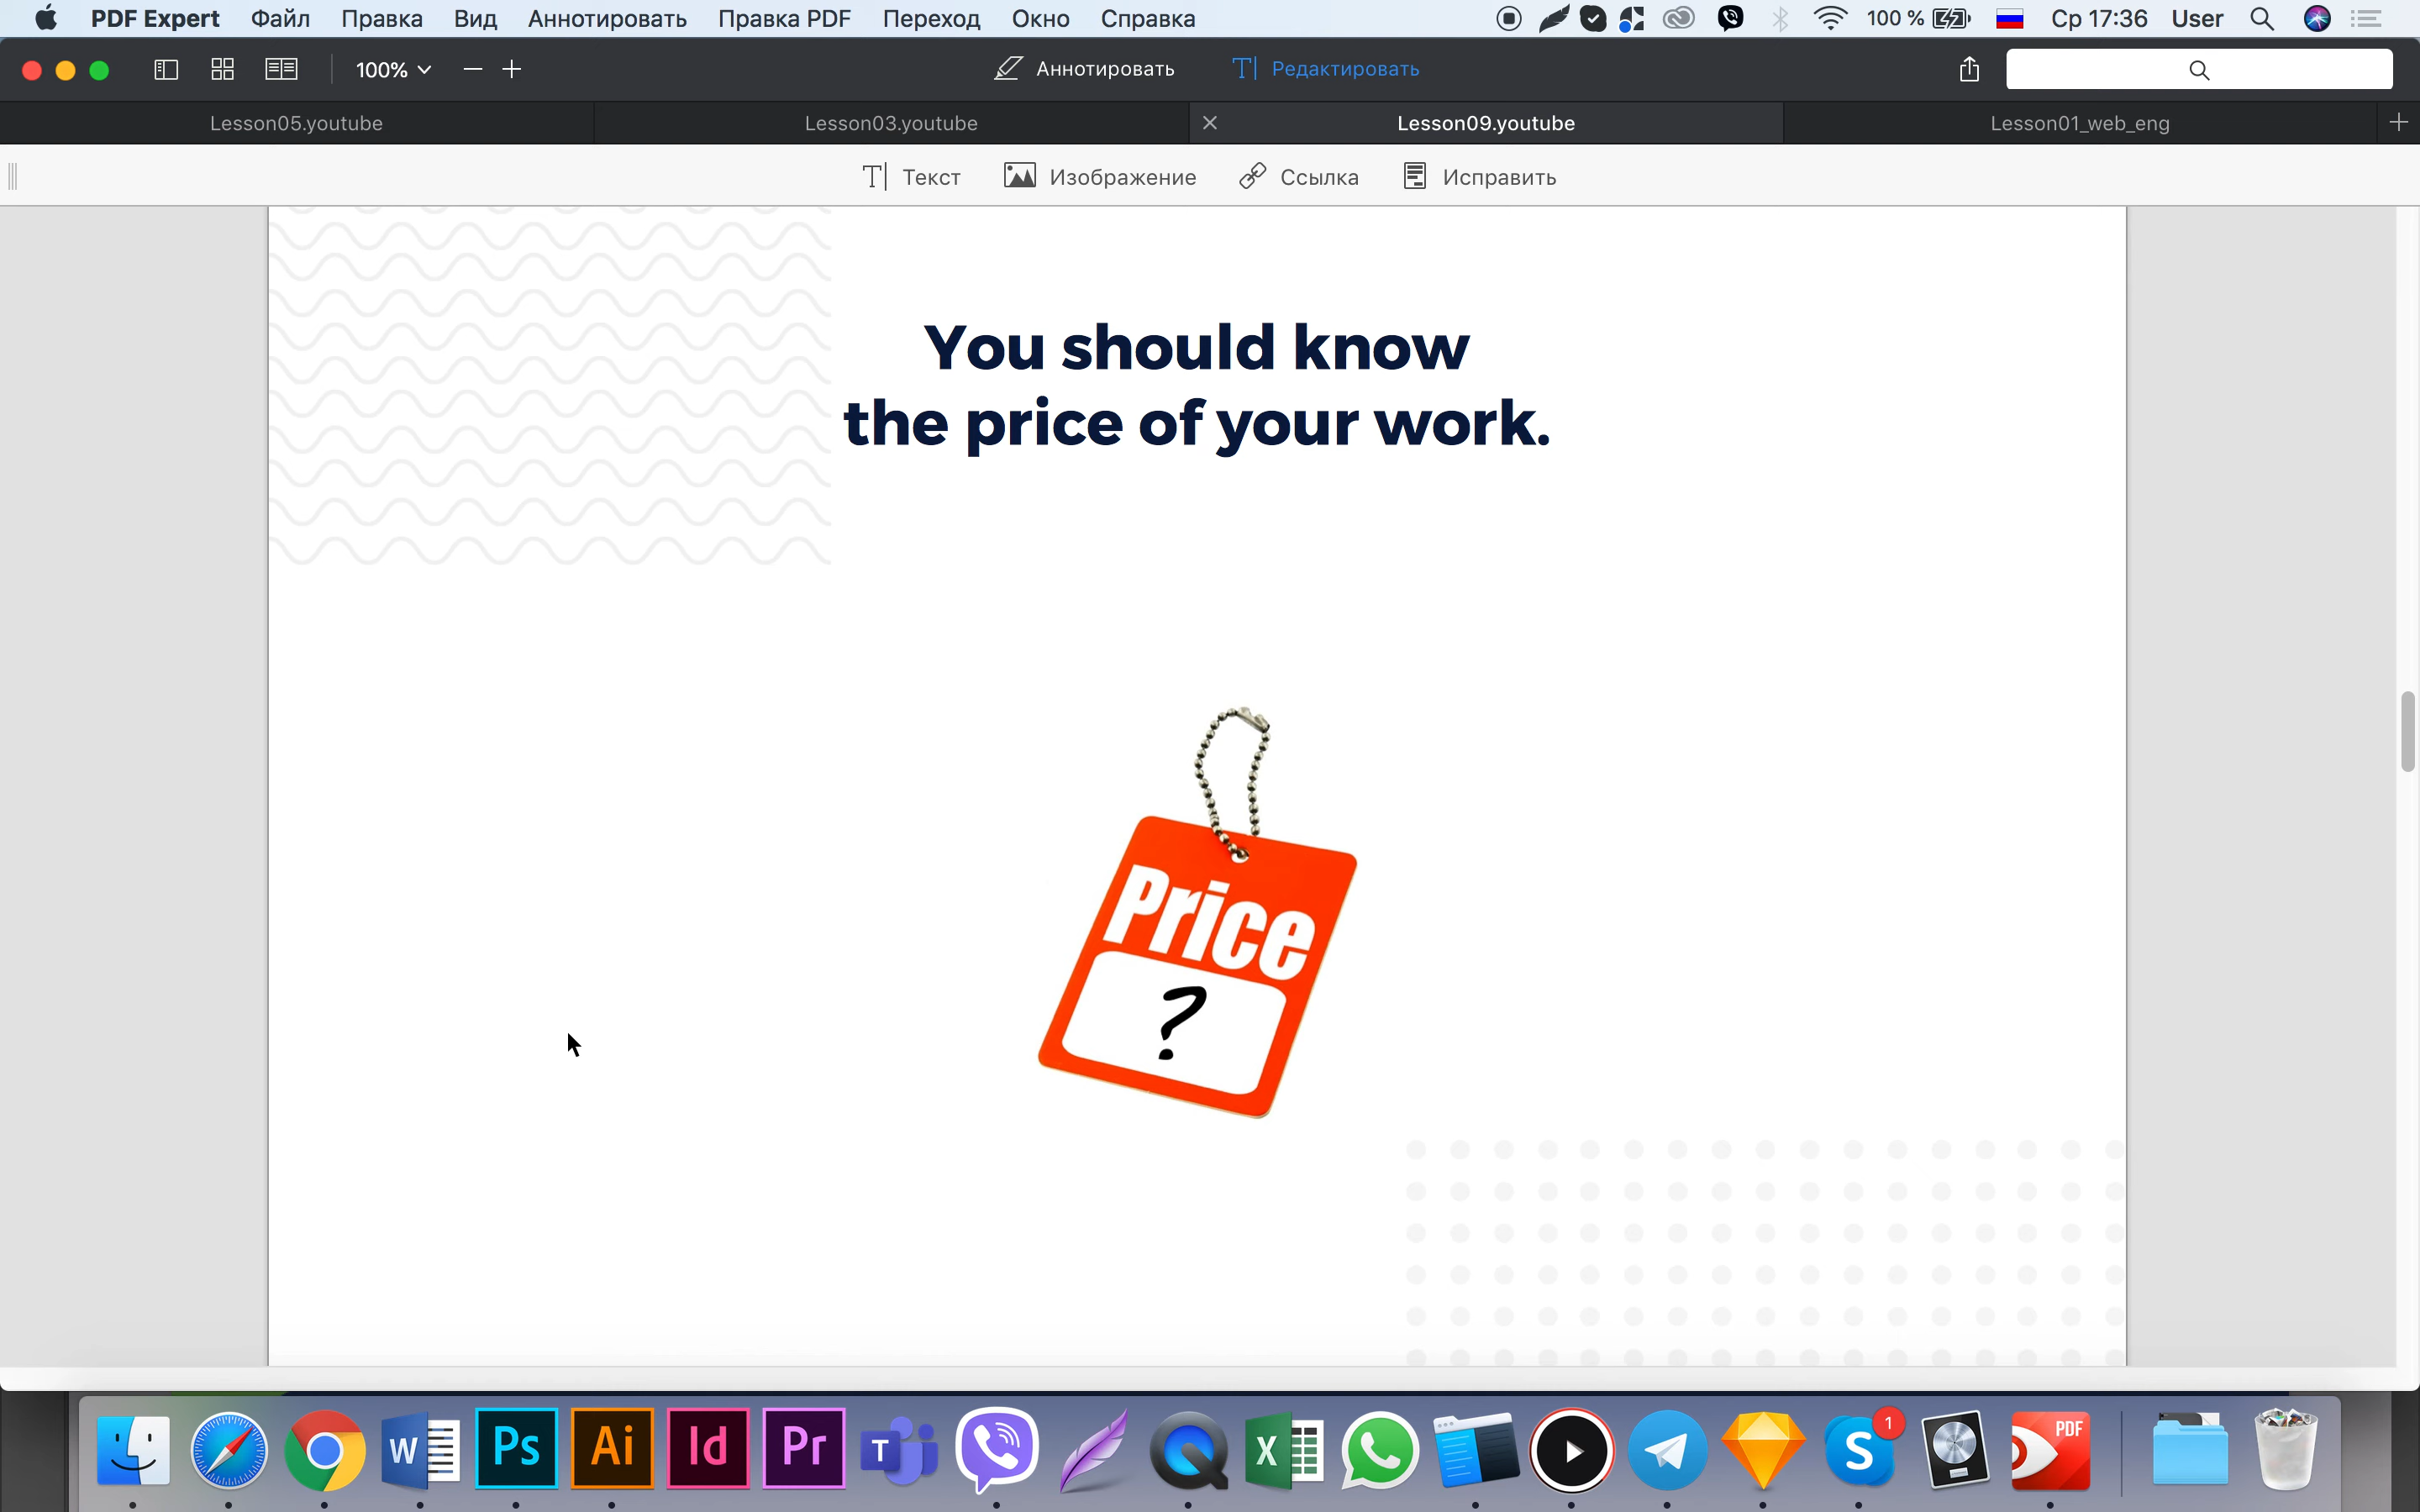 PDF Expert Файл Правка Вид Аннотировать Правка PDF Переход Окно Справка 100 % Ср 17:36 User
100% Аннотировать Редактировать
Lesson05.youtube Lesson03.youtube Lesson09.youtube Lesson01_web_eng
Текст Изображение Ссылка Исправить
You should know
the price of your work.
Price
?
W Ps Ai Id Pr T X S 1 PDF